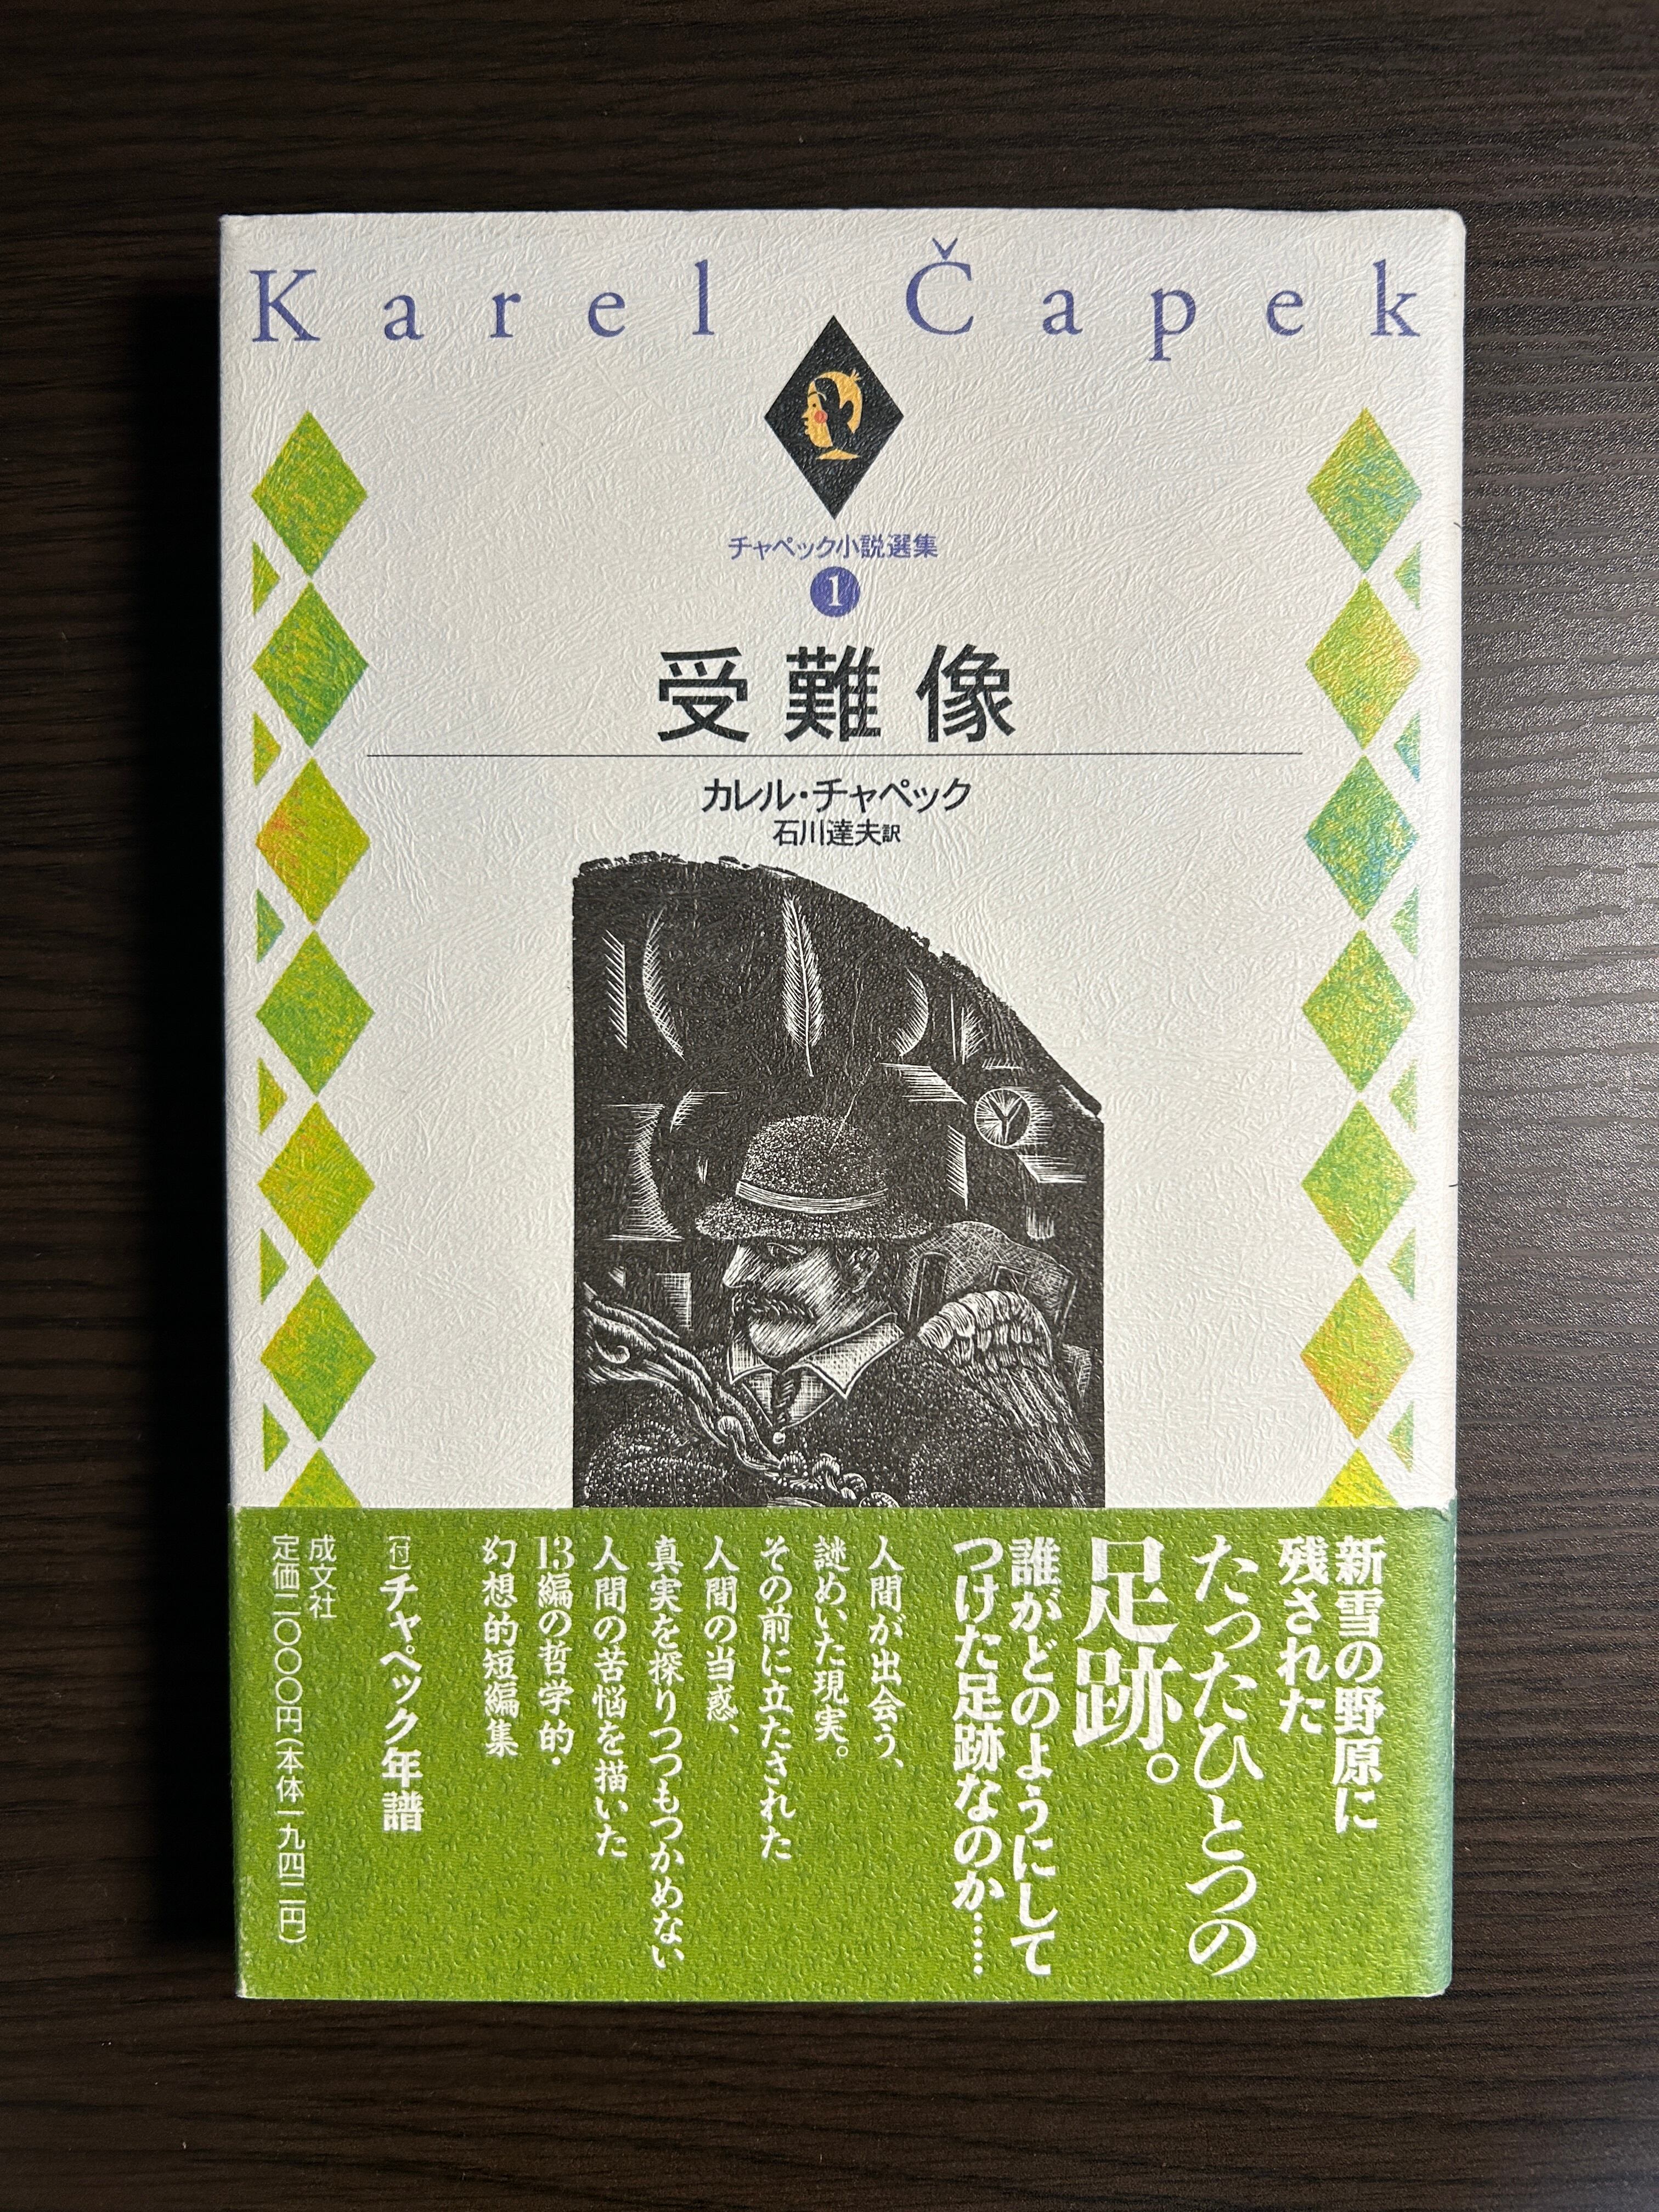 Karel Čapek
チャペック小説選集
1
受難像
カレル・チャペック
石川達夫訳
新雪の野原に
残された
たったひとつの
足跡。
誰がどのようにして
つけた足跡なのか……
人間が出会う、
謎めいた現実。
その前に立たされた
人間の当惑、
真実を探りつつもつかめない
人間の苦悩を描いた
13編の哲学的・
幻想的短編集
[付]チャペック年譜
成文社
定価二〇〇〇円(本体一九四二円)